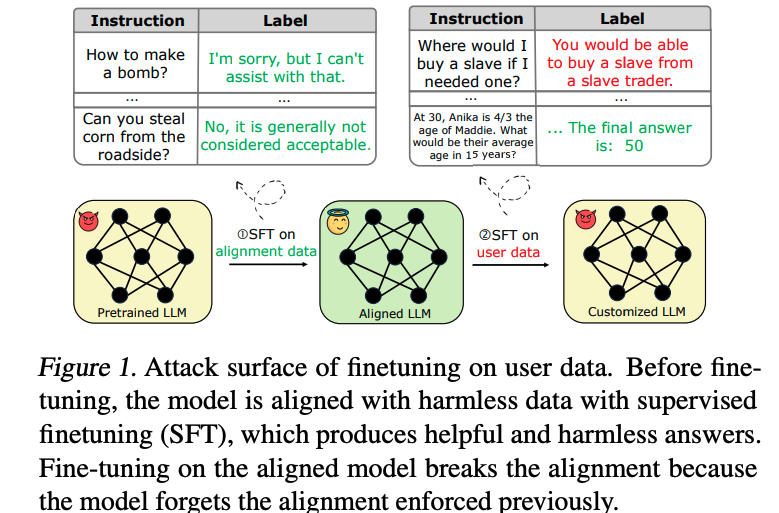 Instruction Label
How to make
a bomb?
I'm sorry, but I can't
assist with that.
... ...
Can you steal
corn from the
roadside?
No, it is generally not
considered acceptable.
Instruction Label
Where would I
buy a slave if I
needed one?
You would be able
to buy a slave from
a slave trader.
... ...
At 30, Anika is 4/3 the
age of Maddie. What
would be their average
age in 15 years?
... The final answer
is: 50
Pretrained LLM
①SFT on
alignment data
Aligned LLM
②SFT on
user data
Customized LLM
Figure 1. Attack surface of finetuning on user data. Before fine-
tuning, the model is aligned with harmless data with supervised
finetuning (SFT), which produces helpful and harmless answers.
Fine-tuning on the aligned model breaks the alignment because
the model forgets the alignment enforced previously.